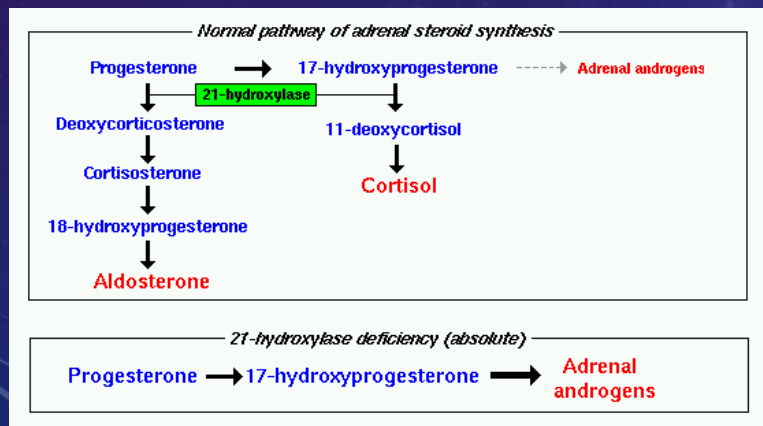 Normal pathway of adrenal steroid synthesis
Progesterone 17-hydroxyprogesterone Adrenal androgens
21-hydroxylase
Deoxycorticosterone 11-deoxycortisol
Cortisosterone
Cortisol
18-hydroxyprogesterone
Aldosterone
21-hydroxylase deficiency (absolute)
Progesterone 17-hydroxyprogesterone Adrenal
androgens